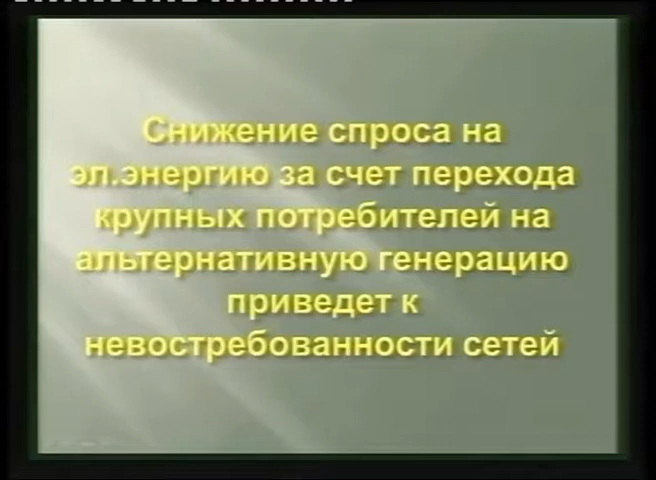 Снижение спроса на
эл.энергию за счет перехода
крупных потребителей на
альтернативную генерацию
приведет к
невостребованности сетей